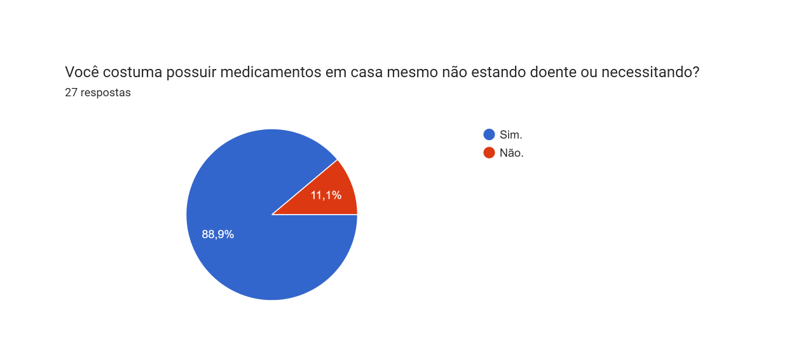 Você costuma possuir medicamentos em casa mesmo não estando doente ou necessitando?
27 respostas
Sim.
Não.
11,1%
88,9%